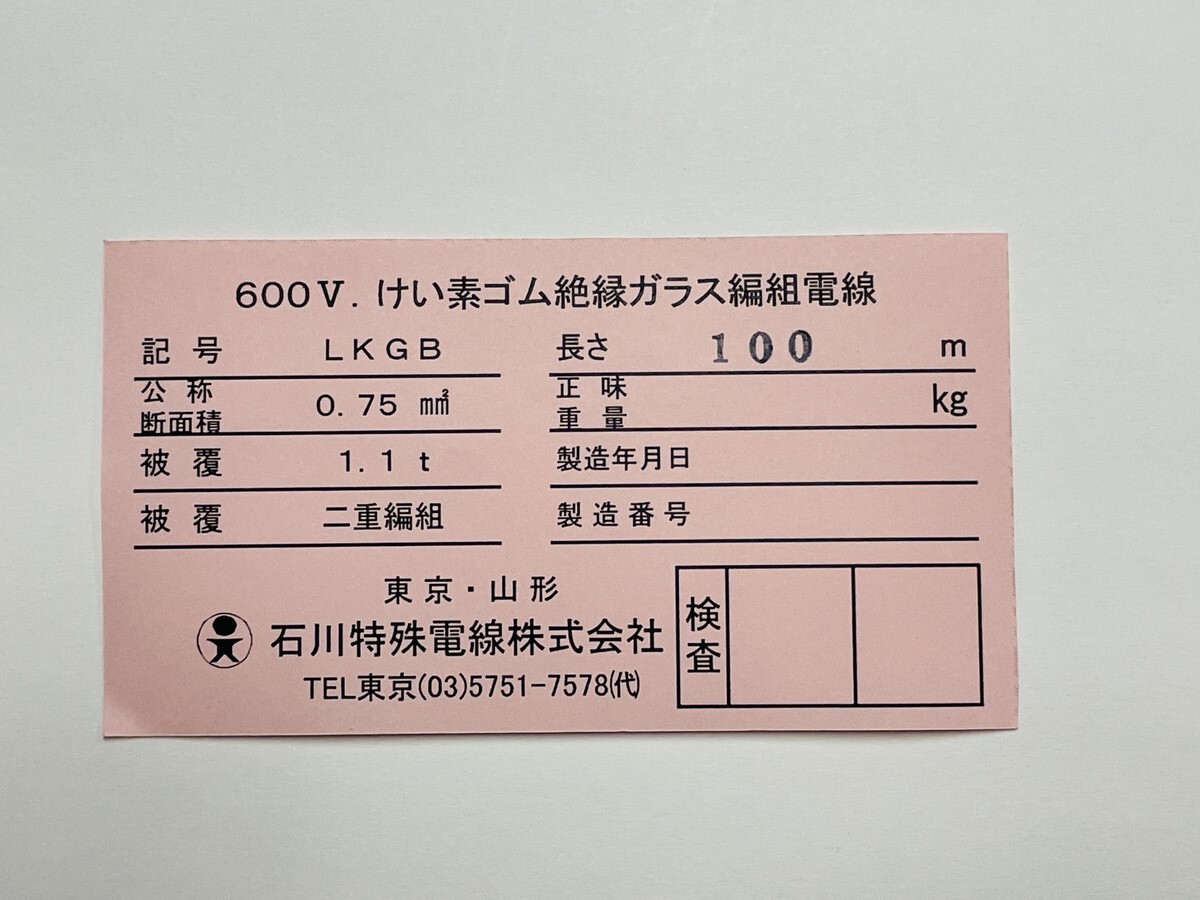 600V. けい素ゴム絶縁ガラス編組電線
記号 LKGB
公称断面積 0.75 ㎟
被覆 1.1t
被覆 二重編組
長さ 100 m
正味重量 kg
製造年月日
製造番号
東京・山形
石川特殊電線株式会社
TEL東京(03)5751-7578㈹
検査